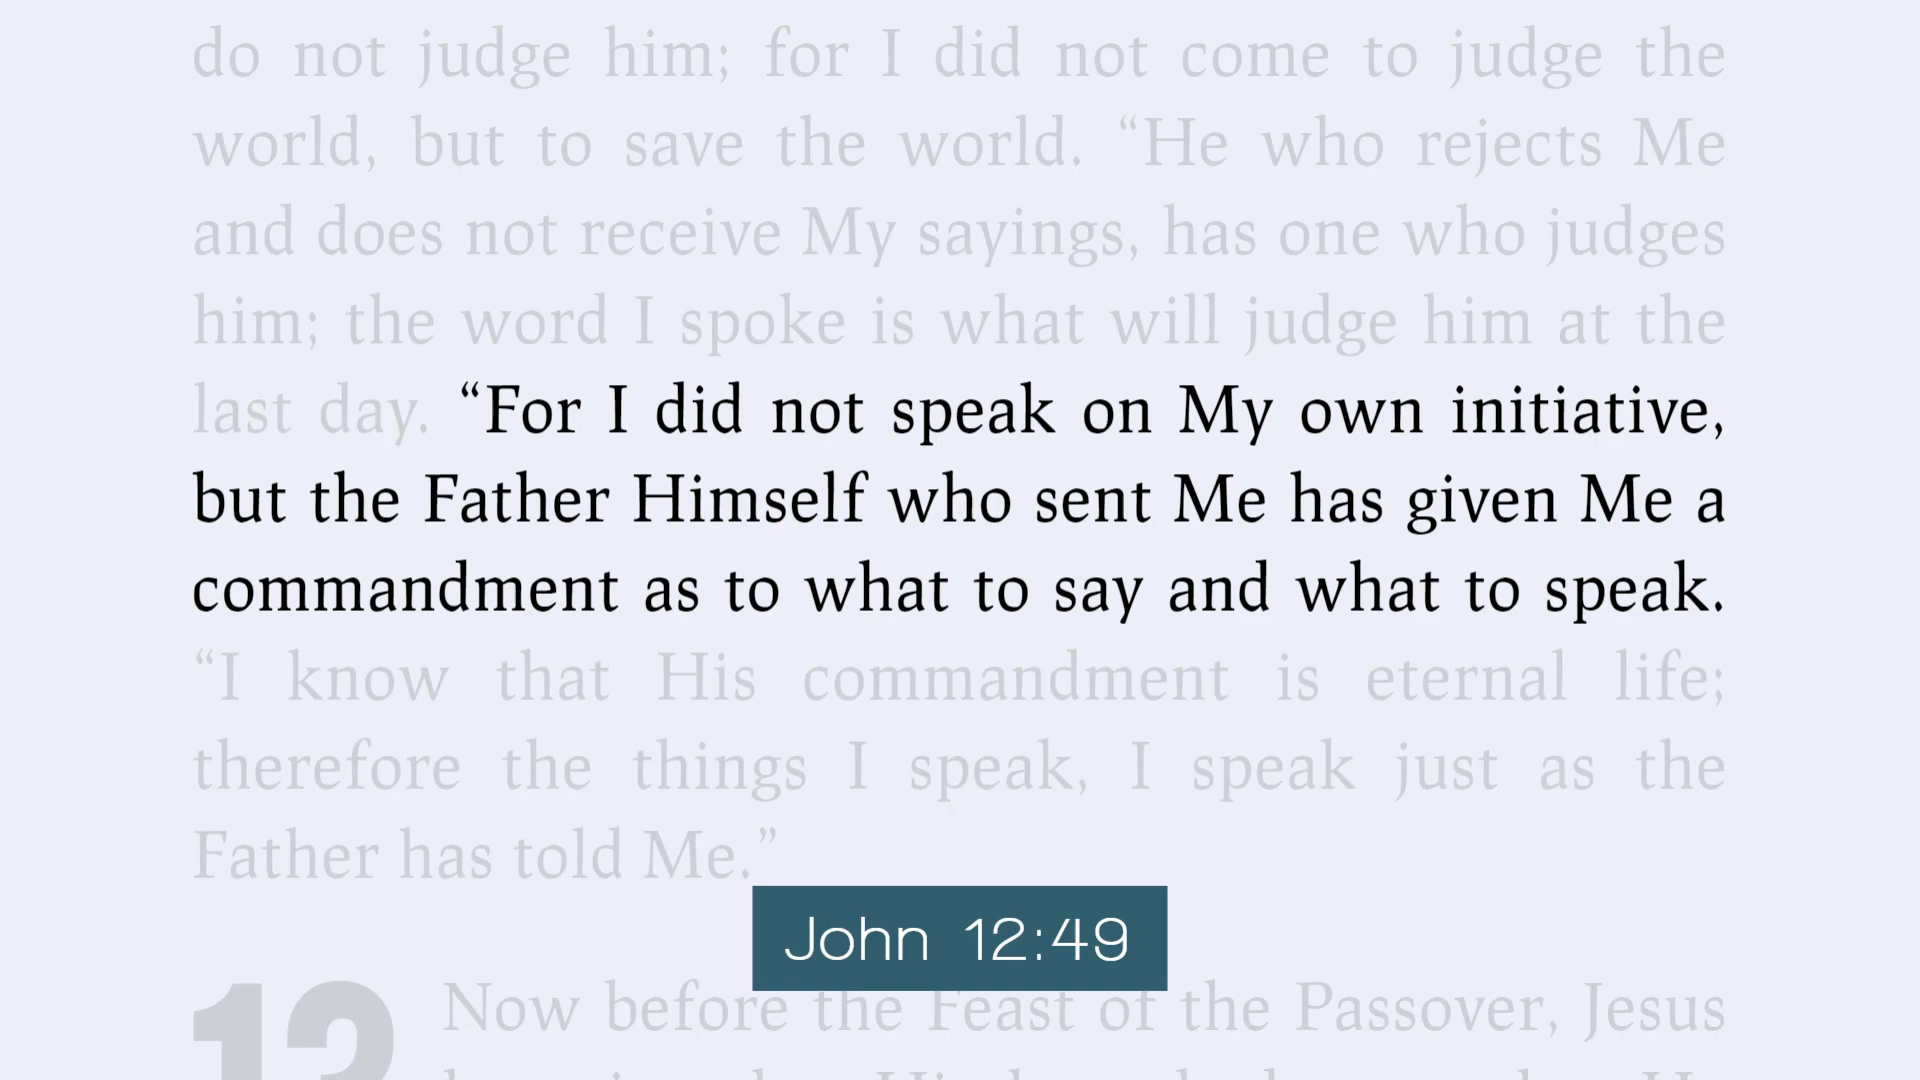 do not judge him; for I did not come to judge the
world, but to save the world. “He who rejects Me
and does not receive My sayings, has one who judges
him; the word I spoke is what will judge him at the
last day. “For I did not speak on My own initiative,
but the Father Himself who sent Me has given Me a
commandment as to what to say and what to speak.
“I know that His commandment is eternal life;
therefore the things I speak, I speak just as the
Father has told Me.”
John 12:49
13 Now before the Feast of the Passover, Jesus